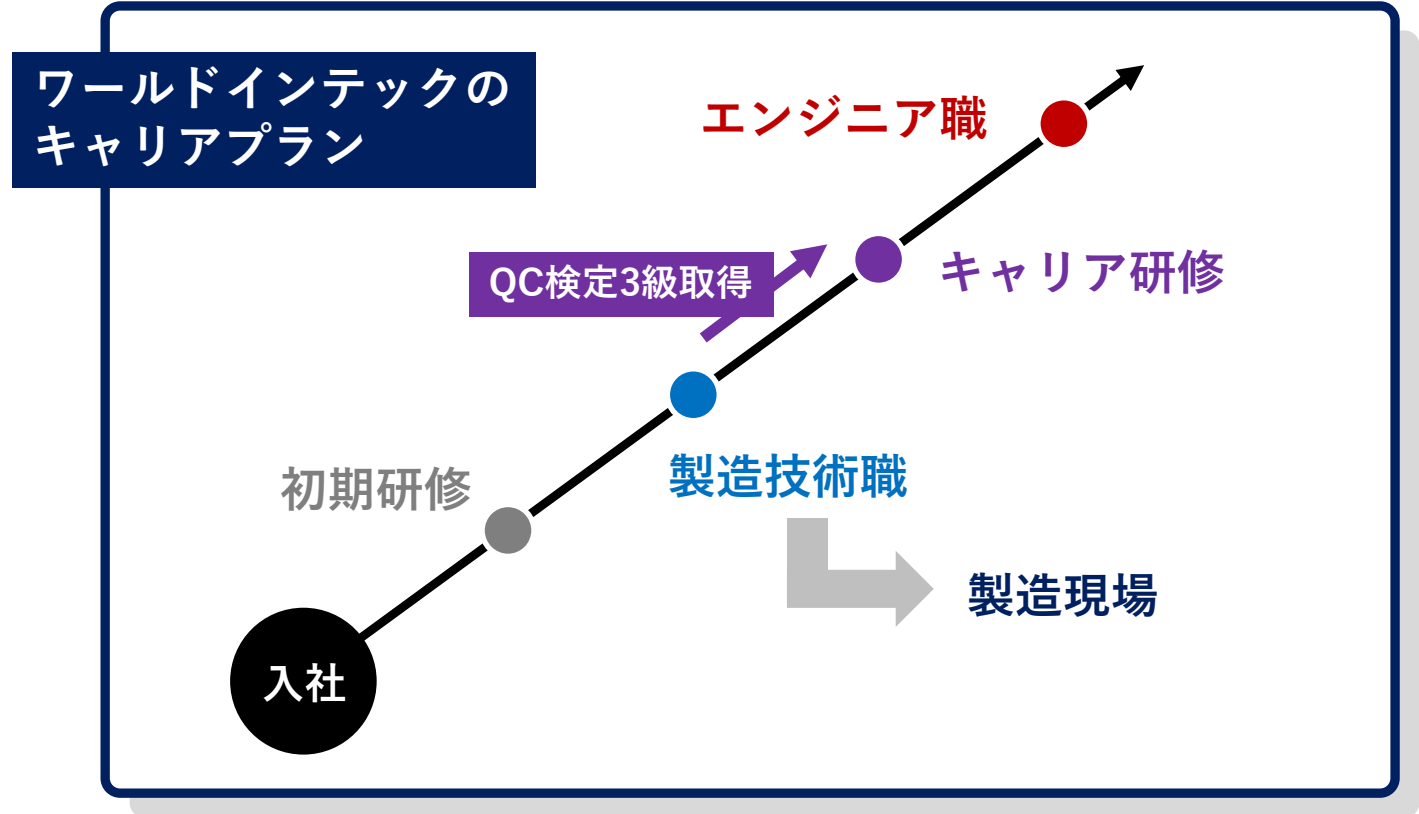 ワールドインテックの
キャリアプラン
エンジニア職
キャリア研修
QC検定3級取得
製造技術職
初期研修
製造現場
入社